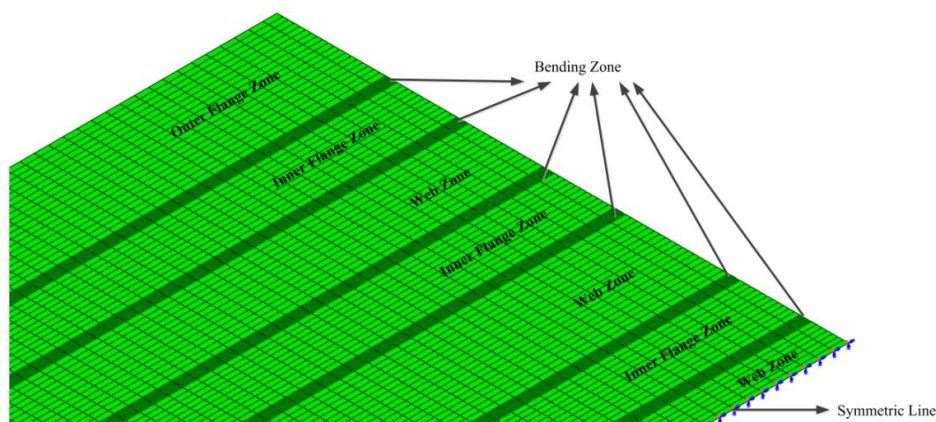 Bending Zone
Outer Flange Zone
Inner Flange Zone
Web Zone
Inner Flange Zone
Web Zone
Inner Flange Zone
Web Zone
Symmetric Line